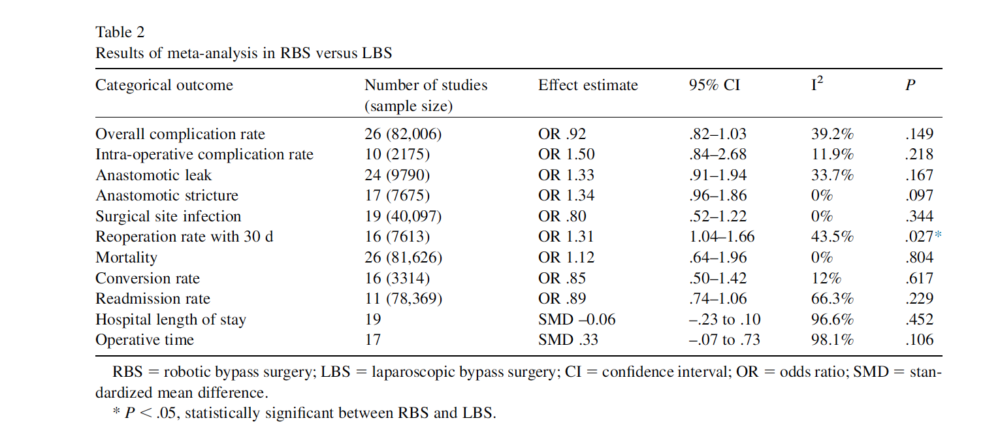 Table 2
Results of meta-analysis in RBS versus LBS
Categorical outcome Number of studies Effect estimate 95% CI I² P
(sample size)
Overall complication rate 26 (82,006) OR .92 .82–1.03 39.2% .149
Intra-operative complication rate 10 (2175) OR 1.50 .84–2.68 11.9% .218
Anastomotic leak 24 (9790) OR 1.33 .91–1.94 33.7% .167
Anastomotic stricture 17 (7675) OR 1.34 .96–1.86 0% .097
Surgical site infection 19 (40,097) OR .80 .52–1.22 0% .344
Reoperation rate with 30 d 16 (7613) OR 1.31 1.04–1.66 43.5% .027*
Mortality 26 (81,626) OR 1.12 .64–1.96 0% .804
Conversion rate 16 (3314) OR .85 .50–1.42 12% .617
Readmission rate 11 (78,369) OR .89 .74–1.06 66.3% .229
Hospital length of stay 19 SMD –0.06 –.23 to .10 96.6% .452
Operative time 17 SMD .33 –.07 to .73 98.1% .106
RBS = robotic bypass surgery; LBS = laparoscopic bypass surgery; CI = confidence interval; OR = odds ratio; SMD = stan-
dardized mean difference.
* P < .05, statistically significant between RBS and LBS.